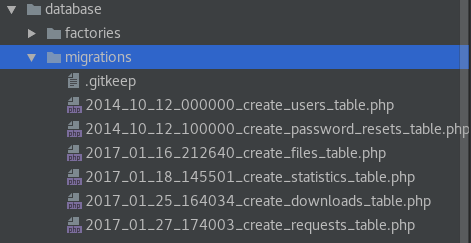 database
factories
migrations
.gitkeep
2014_10_12_000000_create_users_table.php
2014_10_12_100000_create_password_resets_table.php
2017_01_16_212640_create_files_table.php
2017_01_18_145501_create_statistics_table.php
2017_01_25_164034_create_downloads_table.php
2017_01_27_174003_create_requests_table.php